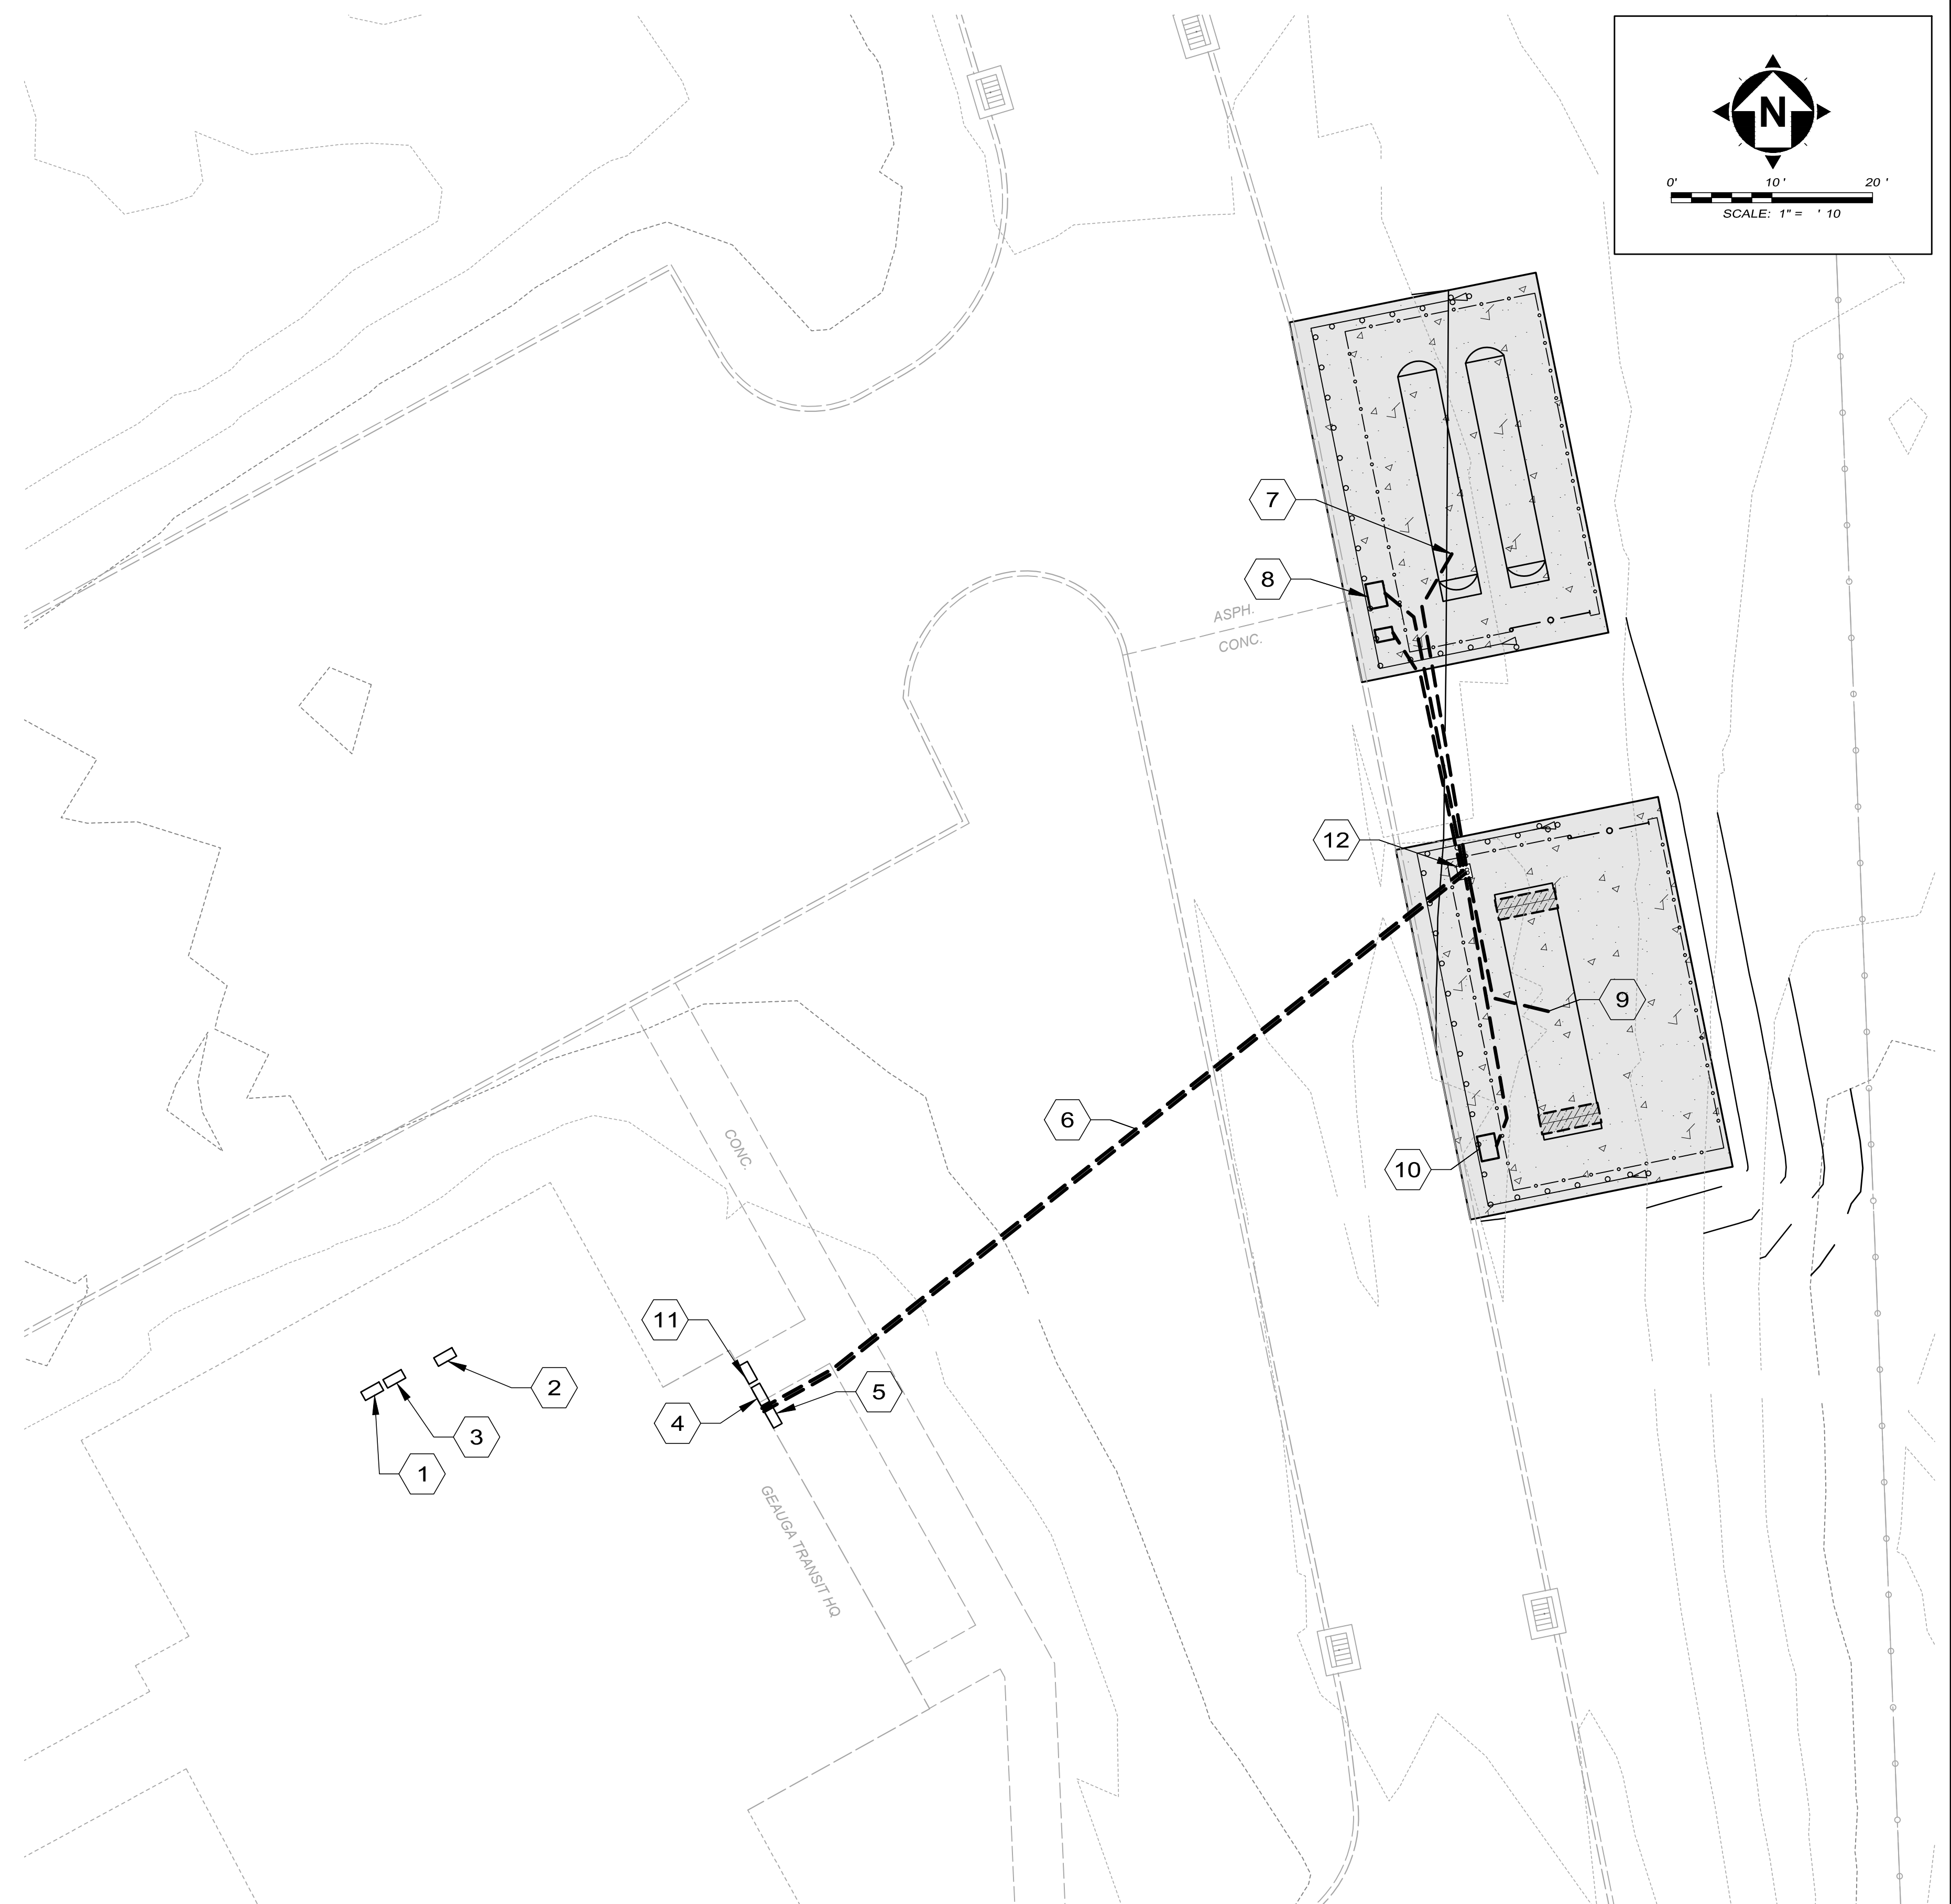 N
0' 10 ' 20 '
SCALE: 1" = ' 10
7
8
ASPH.
CONC.
12
9
6
CONC.
10
11
2
5
4
3
1
GEAUGA TRANSIT HQ